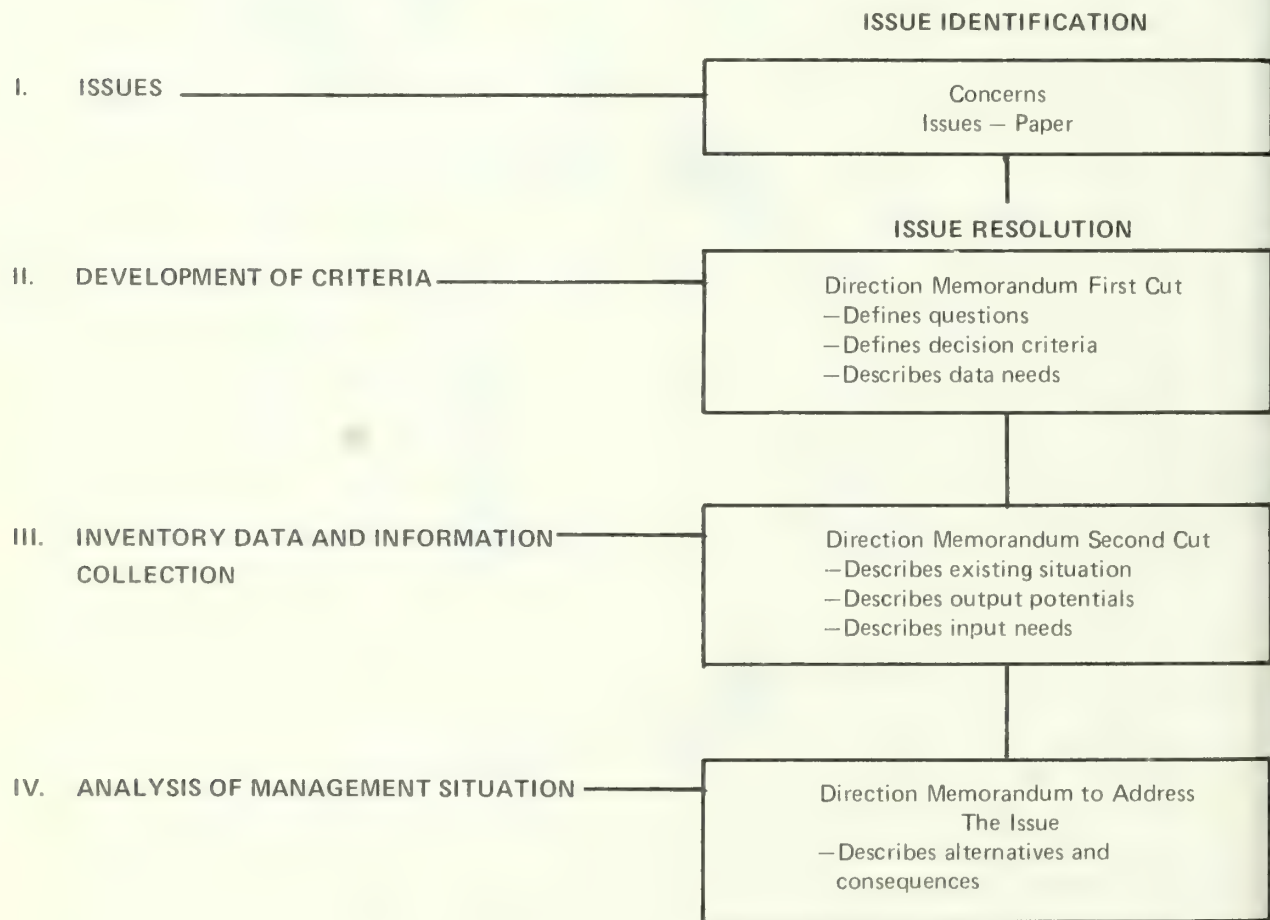 ISSUE IDENTIFICATION
I. ISSUES
Concerns
Issues — Paper
ISSUE RESOLUTION
II. DEVELOPMENT OF CRITERIA
Direction Memorandum First Cut
—Defines questions
—Defines decision criteria
—Describes data needs
III. INVENTORY DATA AND INFORMATION
COLLECTION
Direction Memorandum Second Cut
—Describes existing situation
—Describes output potentials
—Describes input needs
IV. ANALYSIS OF MANAGEMENT SITUATION
Direction Memorandum to Address
The Issue
—Describes alternatives and
consequences